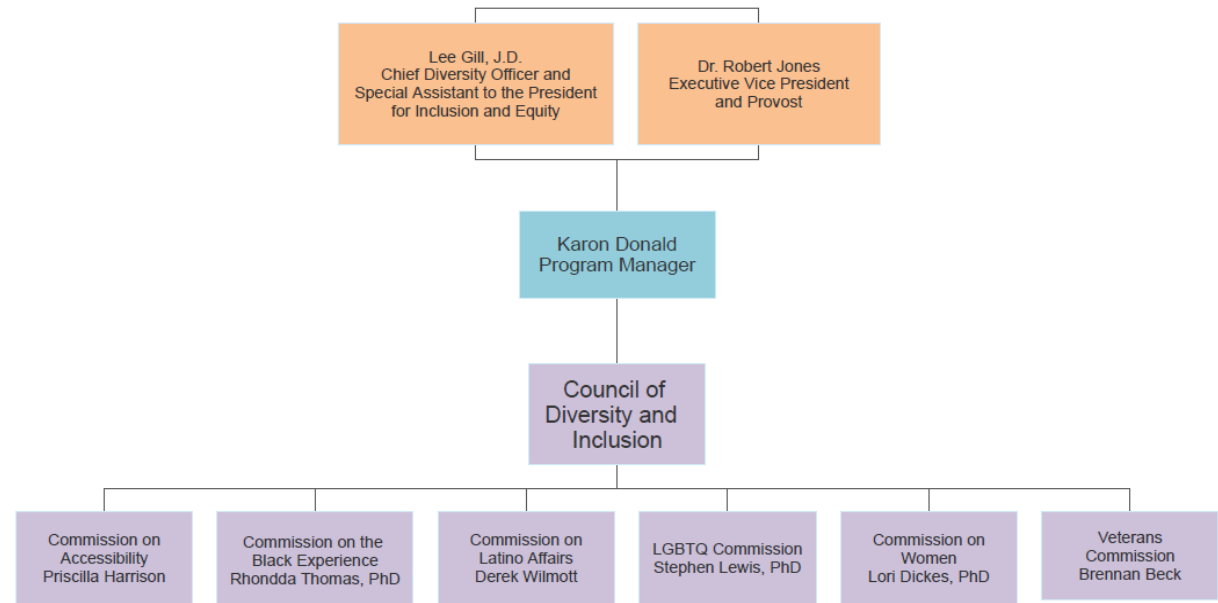 Lee Gill, J.D.
Chief Diversity Officer and
Special Assistant to the President
for Inclusion and Equity
Dr. Robert Jones
Executive Vice President
and Provost
Karon Donald
Program Manager
Council of
Diversity and
Inclusion
Commission on
Accessibility
Priscilla Harrison
Commission on the
Black Experience
Rhondda Thomas, PhD
Commission on
Latino Affairs
Derek Wilmott
LGBTQ Commission
Stephen Lewis, PhD
Commission on
Women
Lori Dickes, PhD
Veterans
Commission
Brennan Beck